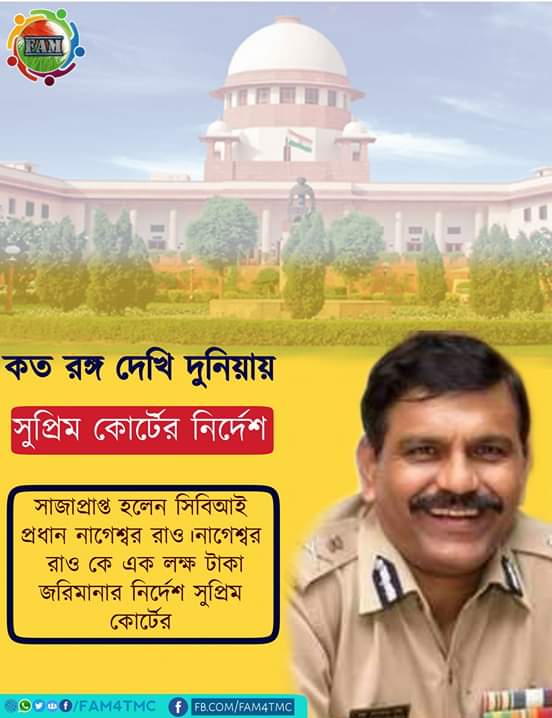 FAM
কত রঙ্গ দেখি দুনিয়ায়
সুপ্রিম কোর্টের নির্দেশ
সাজাপ্রাপ্ত হলেন সিবিআই
প্রধান নাগেশ্বর রাও।নাগেশ্বর
রাও কে এক লক্ষ টাকা
জরিমানার নির্দেশ সুপ্রিম
কোর্টের
/FAM4TMC FB.COM/FAM4TMC